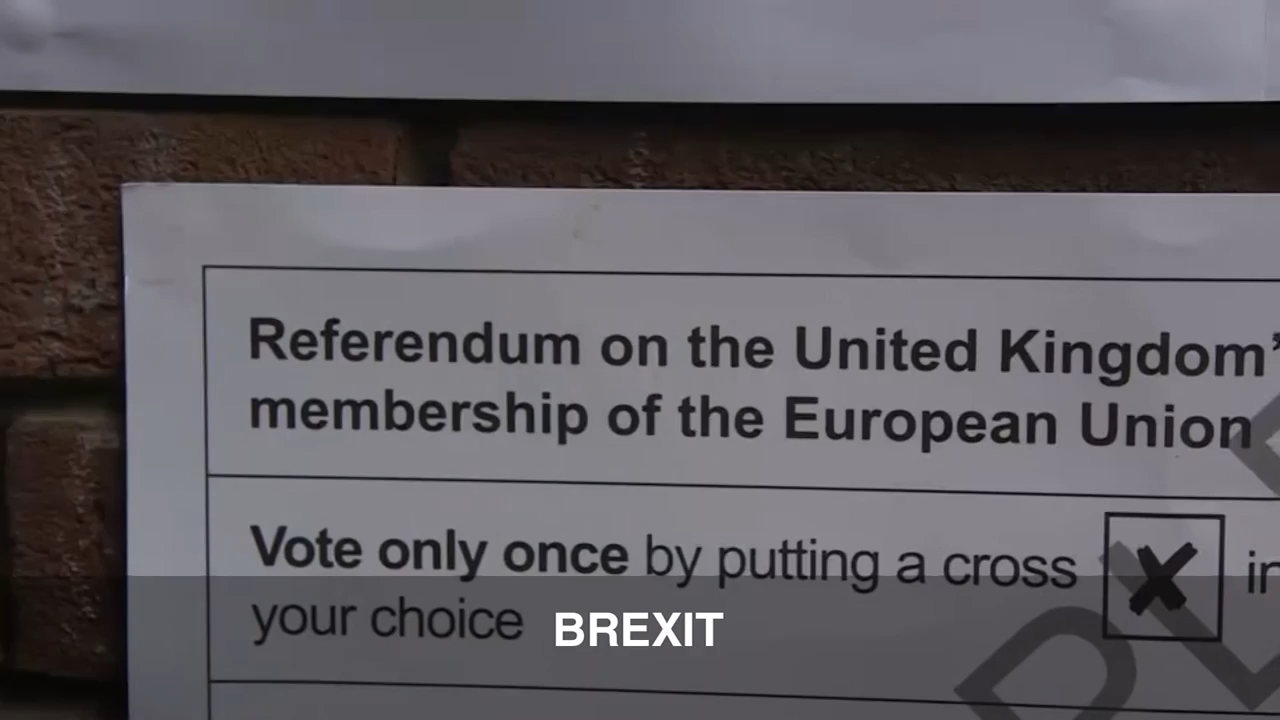 Referendum on the United Kingdom'
membership of the European Union
Vote only once by putting a cross in
your choice
BREXIT